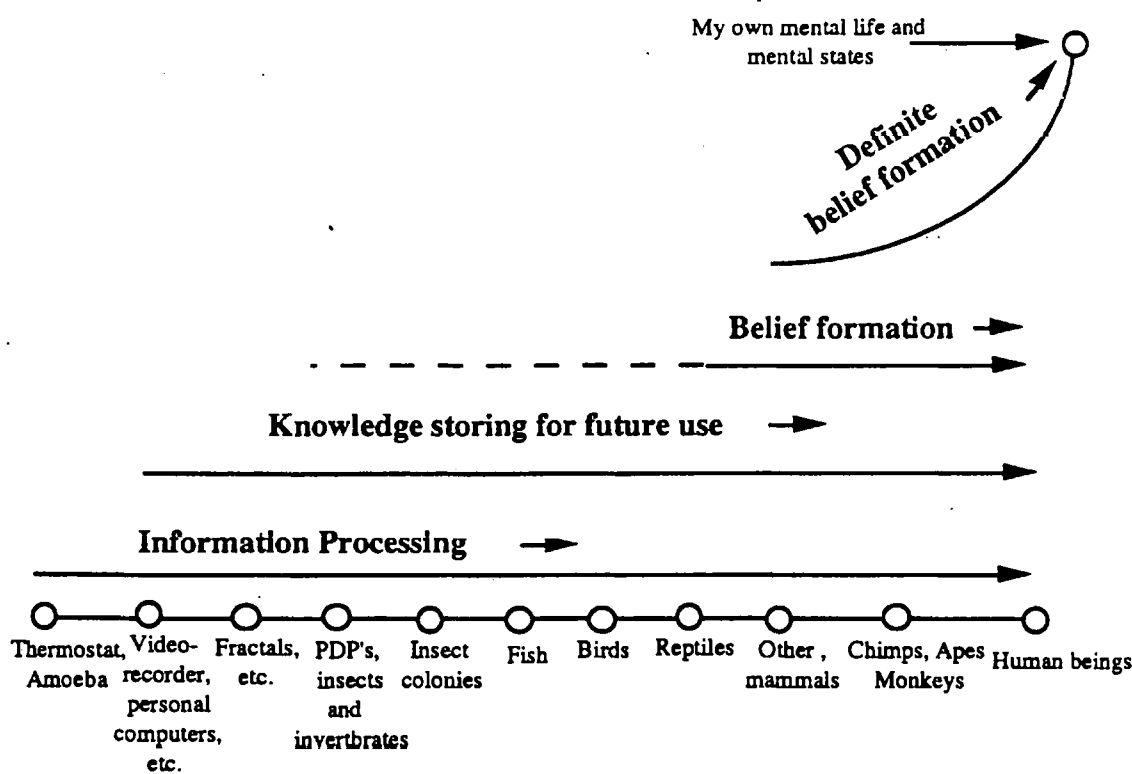 My own mental life and
mental states
Definite
belief formation
Belief formation
Knowledge storing for future use
Information Processing
Thermostat,
Amoeba
Video-
recorder,
personal
computers,
etc.
Fractals,
etc.
PDP's,
insects
and
invertbrates
Insect
colonies
Fish
Birds
Reptiles
Other ,
mammals
Chimps, Apes
Monkeys
Human beings